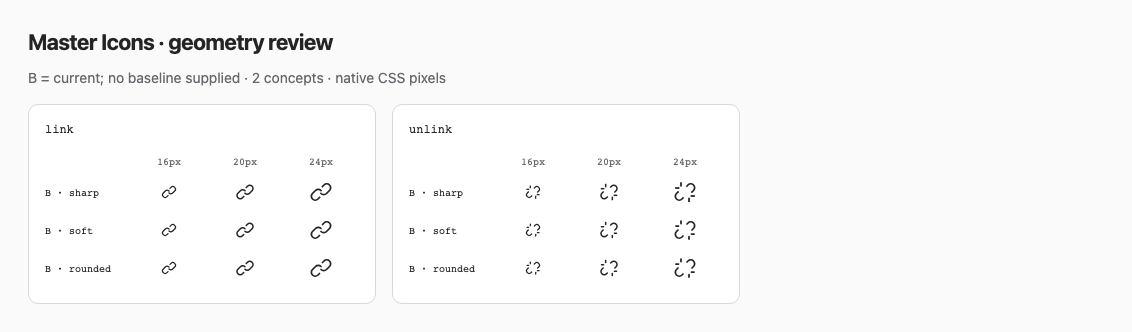 Master Icons · geometry review
B = current; no baseline supplied · 2 concepts · native CSS pixels
link
16px 20px 24px
B · sharp
B · soft
B · rounded
unlink
16px 20px 24px
B · sharp
B · soft
B · rounded